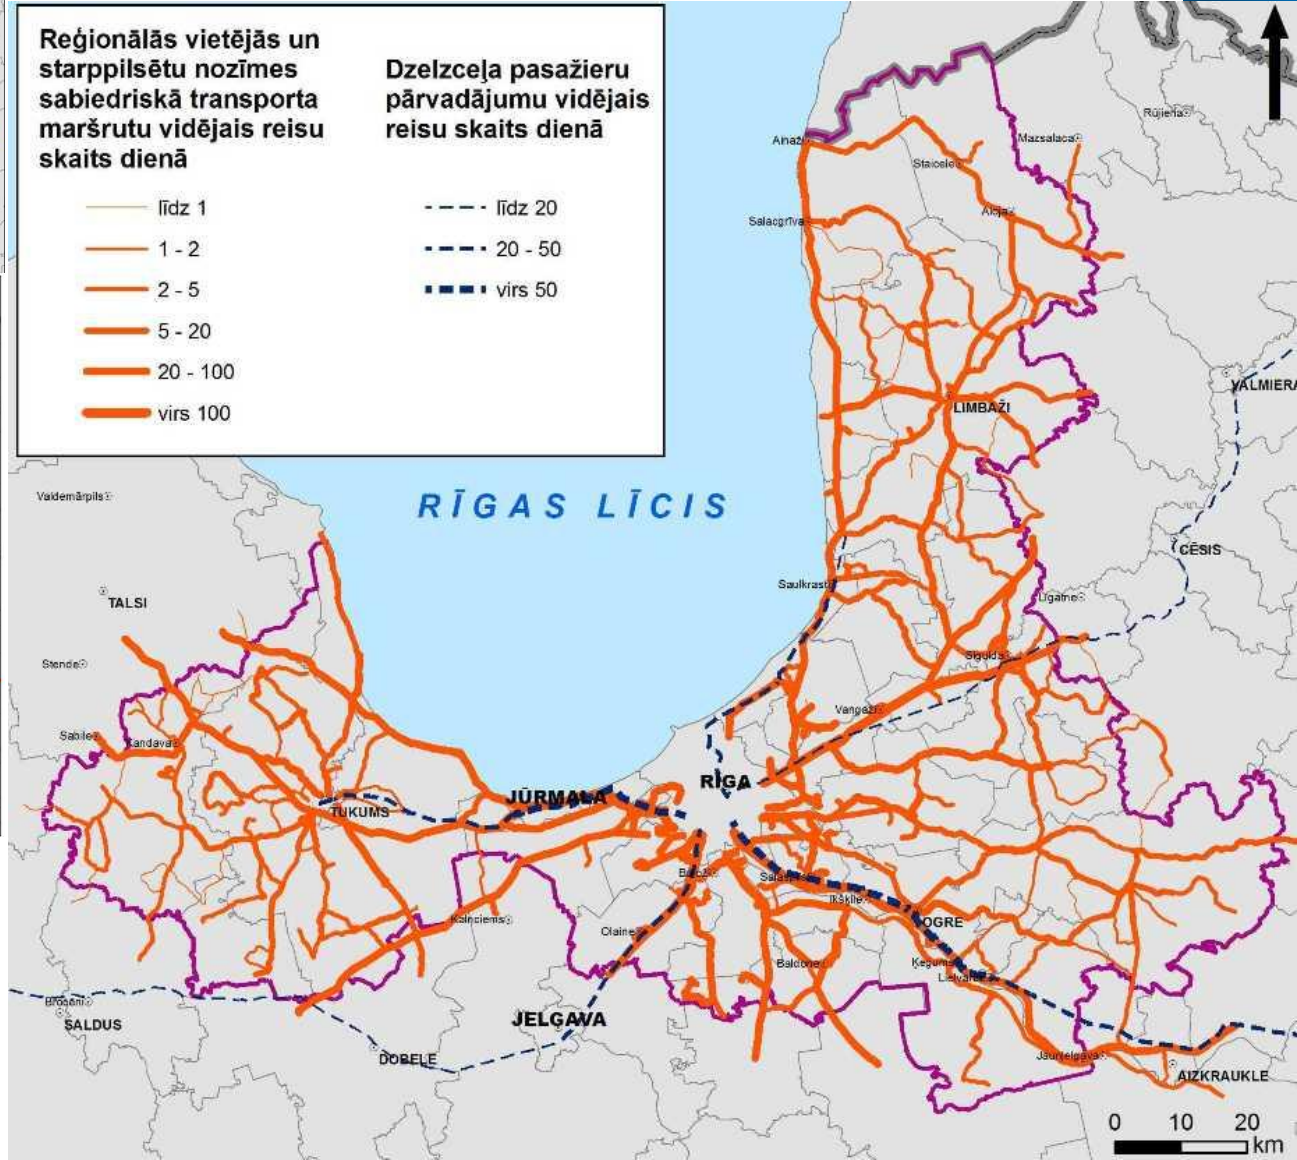 Reģionālās vietējās un
starppilsētu nozīmes
sabiedriskā transporta
maršrutu vidējais reisu
skaits dienā
līdz 1
1 - 2
2 - 5
5 - 20
20 - 100
virs 100
Dzelzceļa pasažieru
pārvadājumu vidējais
reisu skaits dienā
līdz 20
20 - 50
virs 50
Rūjiena
Mazsalaca
Ainaži
Staicele
Aloja
Salacgrīva
VALMIERA
LIMBAŽI
Valdemārpils
RĪGAS LĪCIS
CĒSIS
Saulkrasti
Līgatne
TALSI
Stende
Sigulda
Vangaži
Sabile
Kandava
RĪGA
JŪRMALA
TUKUMS
Baloži
Salaspils
Ikšķile
Kalnciems
OGRE
Olaine
Baldone
Ķegums
Lielvārde
Brocēni
SALDUS
JELGAVA
DOBELE
Jaunjelgava
AIZKRAUKLE
0 10 20
km